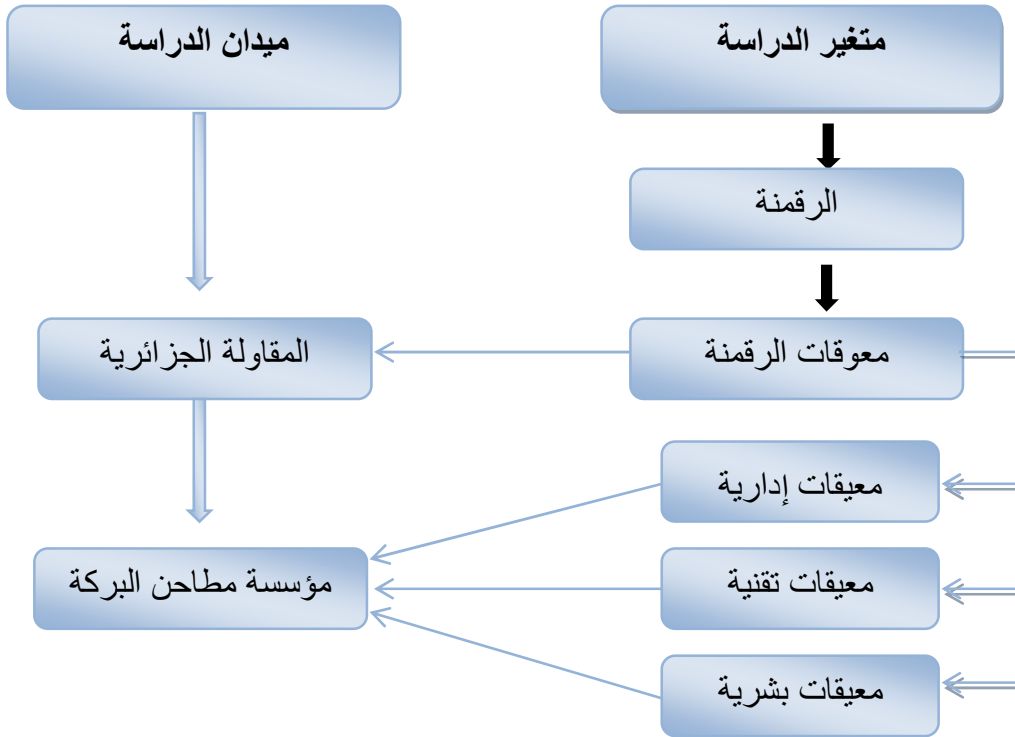 متغير الدراسة
ميدان الدراسة
الرقمنة
معوقات الرقمنة
المقاولة الجزائرية
معيقات إدارية
معيقات تقنية
مؤسسة مطاحن البركة
معيقات بشرية